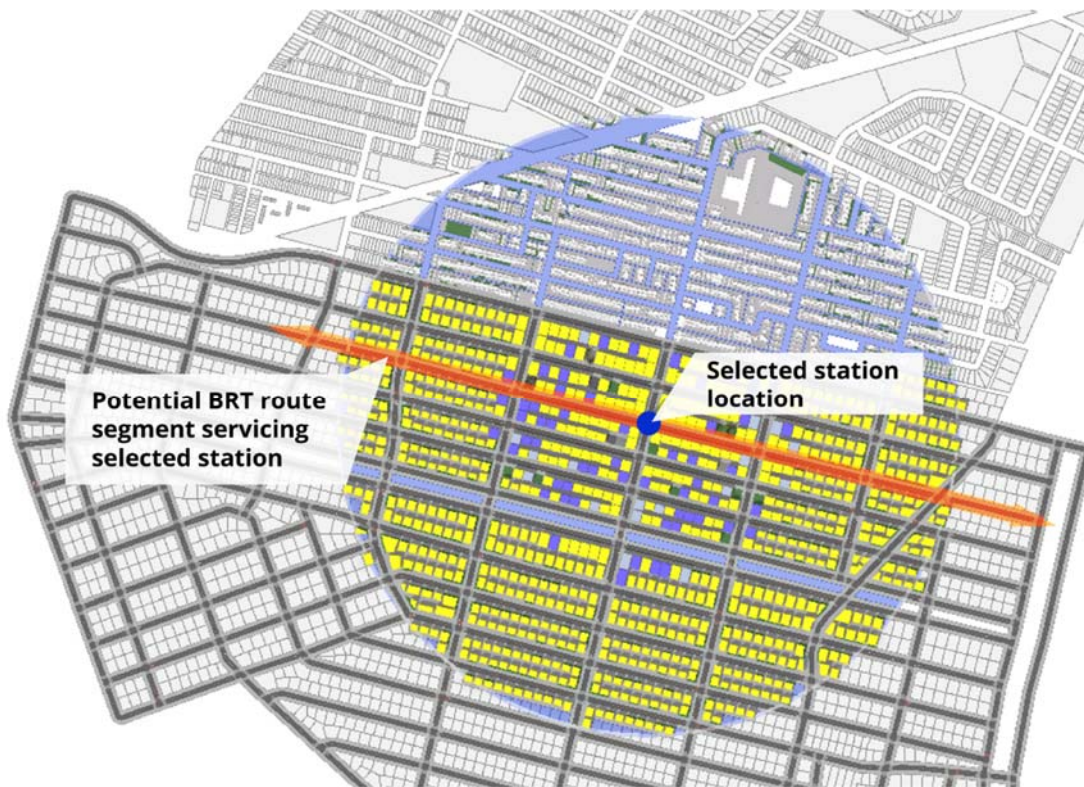 Selected station
location
Potential BRT route
segment servicing
selected station